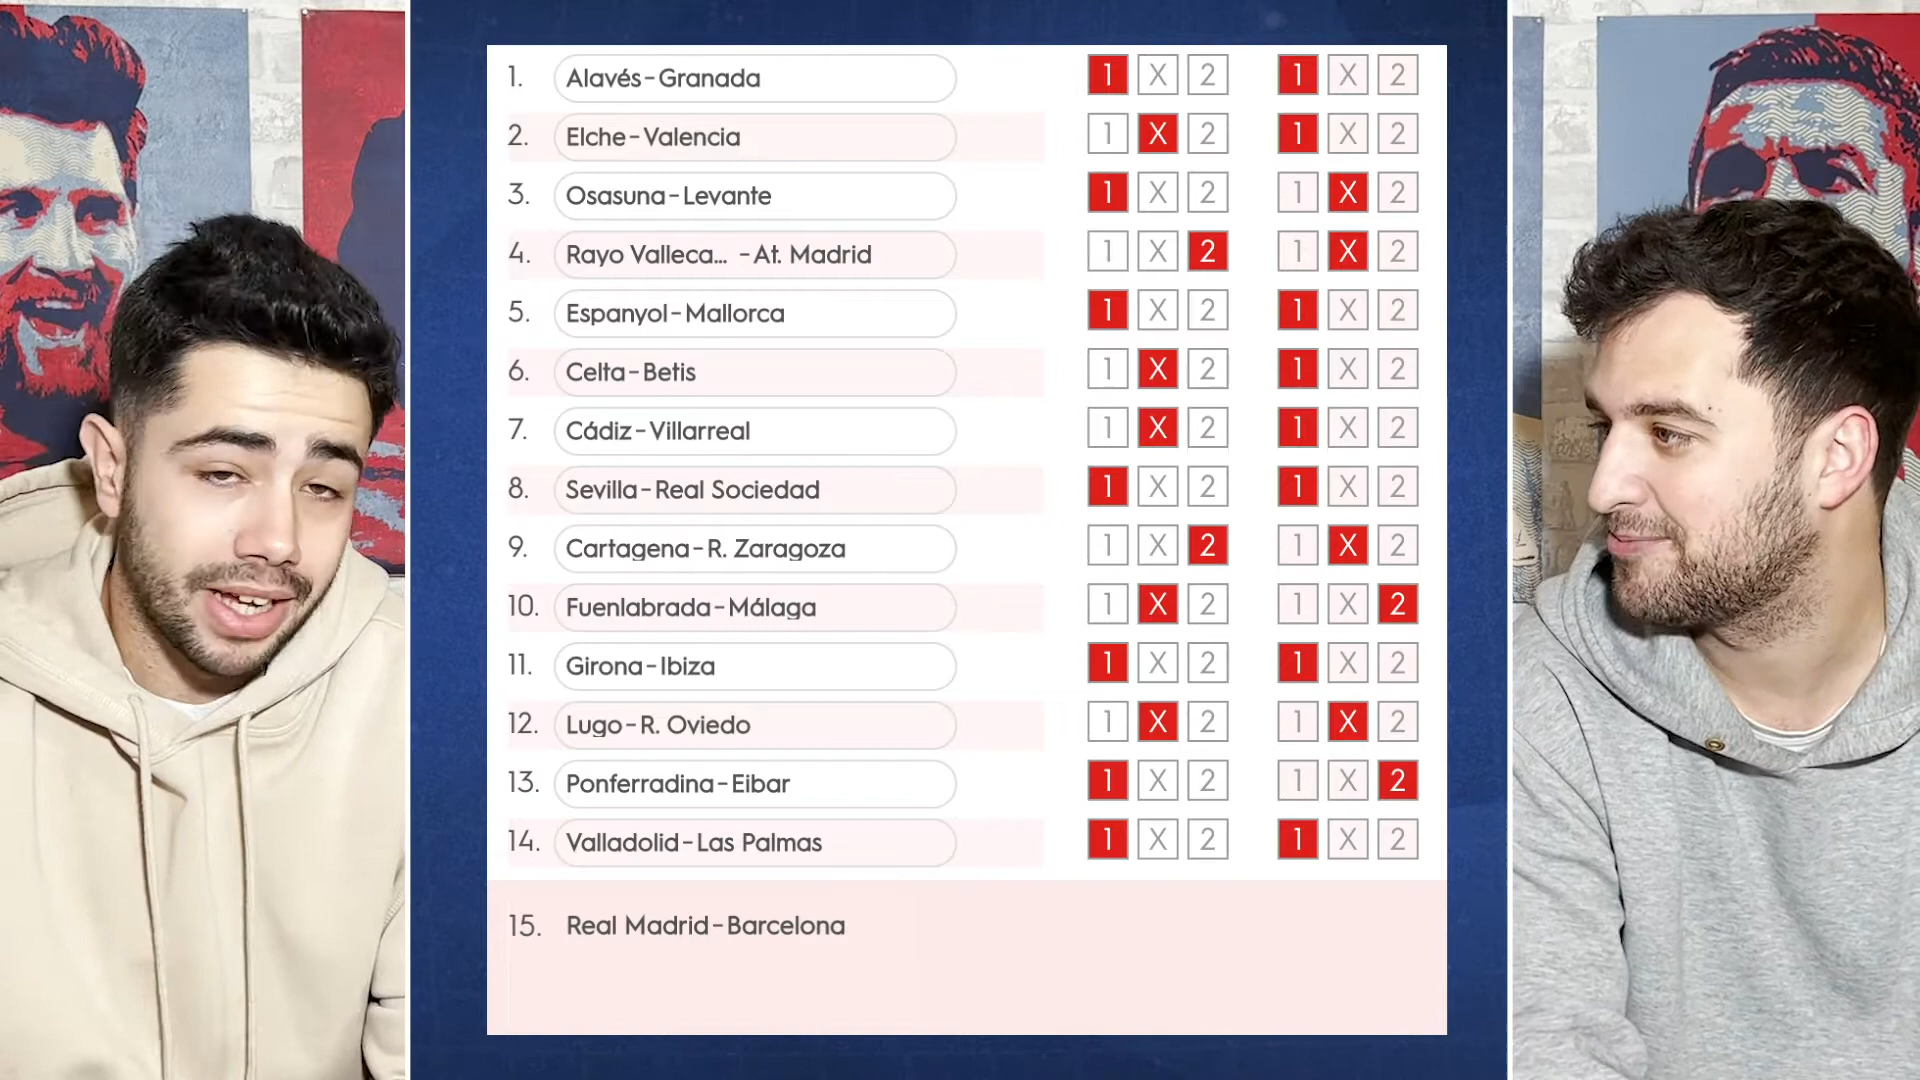 1. Alavés-Granada 1 X 2 1 X 2
2. Elche-Valencia 1 X 2 1 X 2
3. Osasuna-Levante 1 X 2 1 X 2
4. Rayo Valleca... -At. Madrid 1 X 2 1 X 2
5. Espanyol-Mallorca 1 X 2 1 X 2
6. Celta-Betis 1 X 2 1 X 2
7. Cádiz-Villarreal 1 X 2 1 X 2
8. Sevilla-Real Sociedad 1 X 2 1 X 2
9. Cartagena-R. Zaragoza 1 X 2 1 X 2
10. Fuenlabrada-Málaga 1 X 2 1 X 2
11. Girona-Ibiza 1 X 2 1 X 2
12. Lugo-R. Oviedo 1 X 2 1 X 2
13. Ponferradina-Eibar 1 X 2 1 X 2
14. Valladolid-Las Palmas 1 X 2 1 X 2
15. Real Madrid-Barcelona